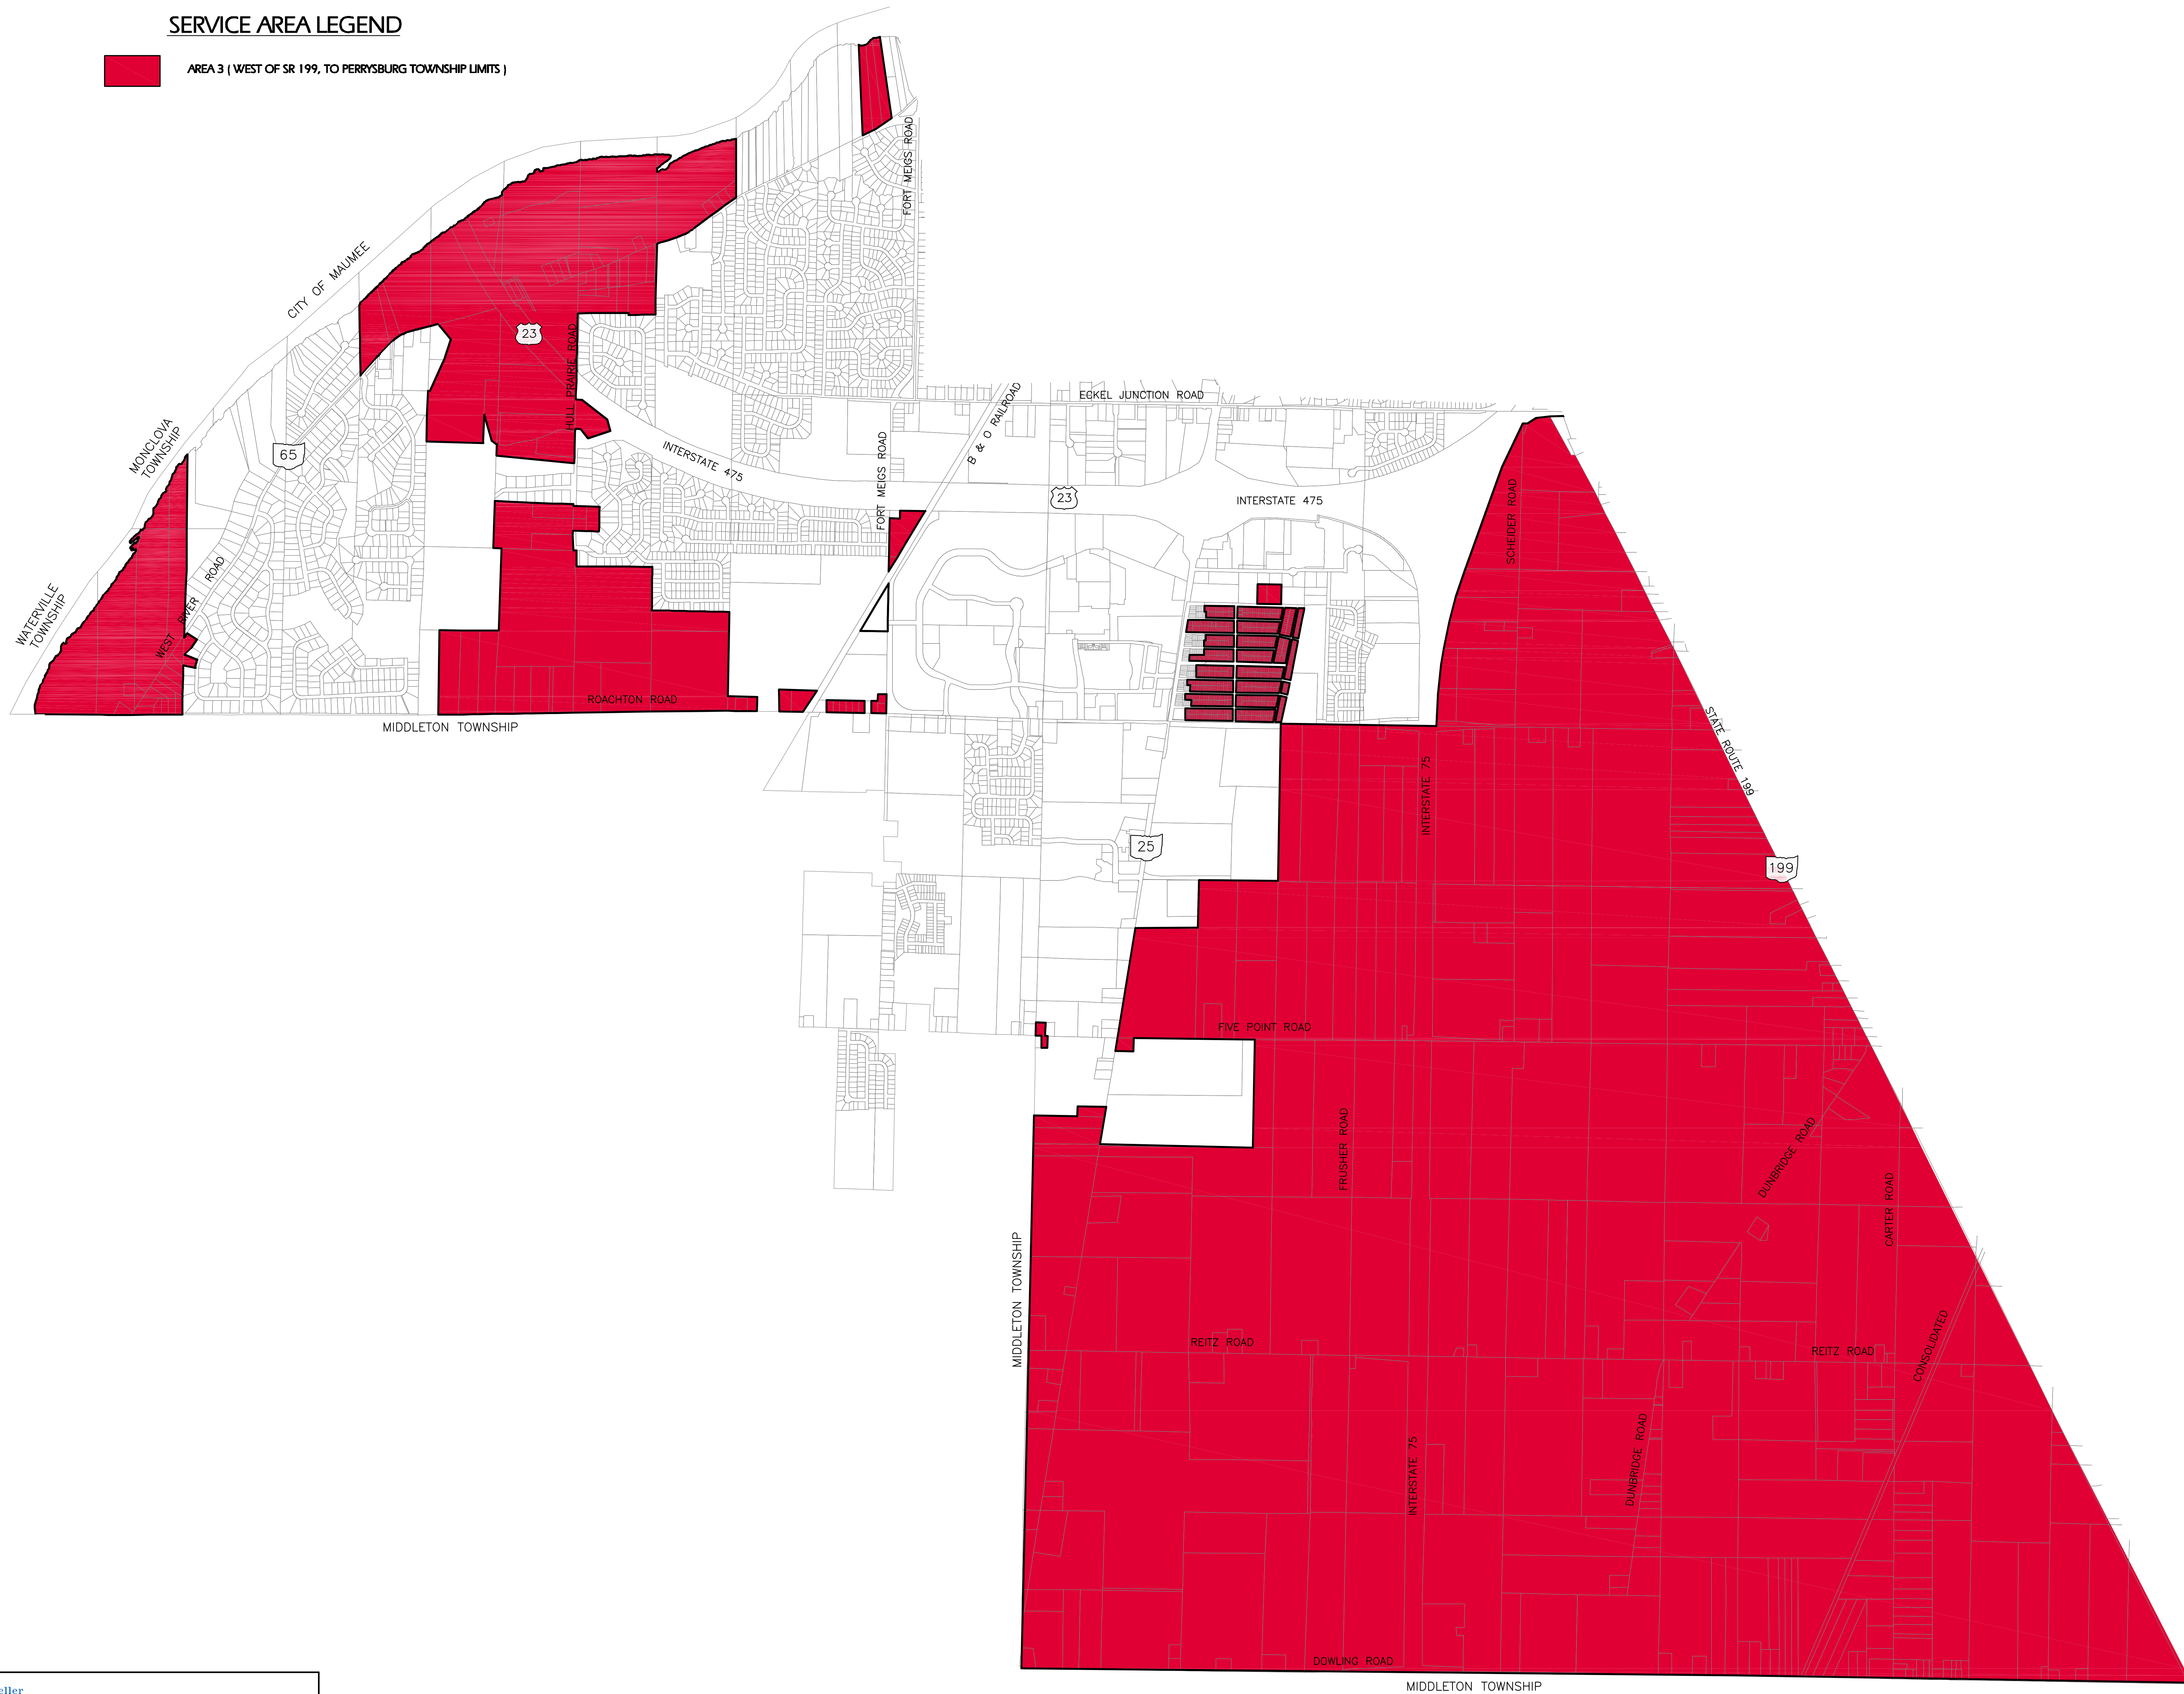 SERVICE AREA LEGEND
AREA 3 ( WEST OF SR 199, TO PERRYSBURG TOWNSHIP LIMITS )
FORT MEIGS ROAD
CITY OF MAUMEE
23
HULL PRAIRIE ROAD
ECKEL JUNCTION ROAD
B & O RAILROAD
MONCLOVA
TOWNSHIP
65
INTERSTATE 475
FORT MEIGS ROAD
23
INTERSTATE 475
SCHEIDER ROAD
WATERVILLE
TOWNSHIP
WEST RIVER ROAD
ROACHTON ROAD
MIDDLETON TOWNSHIP
STATE ROUTE 199
INTERSTATE 75
25
199
FIVE POINT ROAD
FRUSHER ROAD
DUNBRIDGE ROAD
CARTER ROAD
MIDDLETON TOWNSHIP
REITZ ROAD
REITZ ROAD
CONSOLIDATED
INTERSTATE 75
DUNBRIDGE ROAD
DOWLING ROAD
MIDDLETON TOWNSHIP
eller